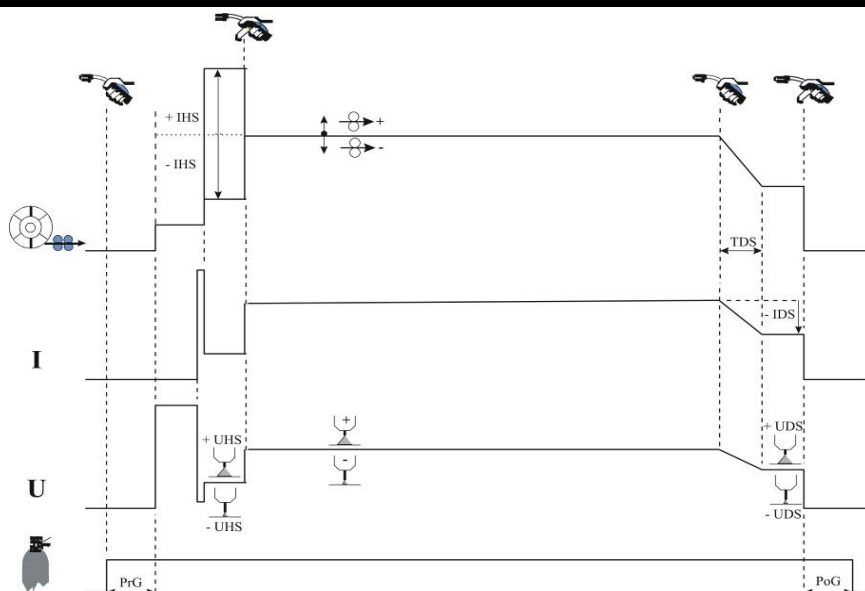 + IHS
- IHS
+
-
TDS
- IDS
I
+ UHS
- UHS
+
-
+ UDS
- UDS
U
PrG
PoG